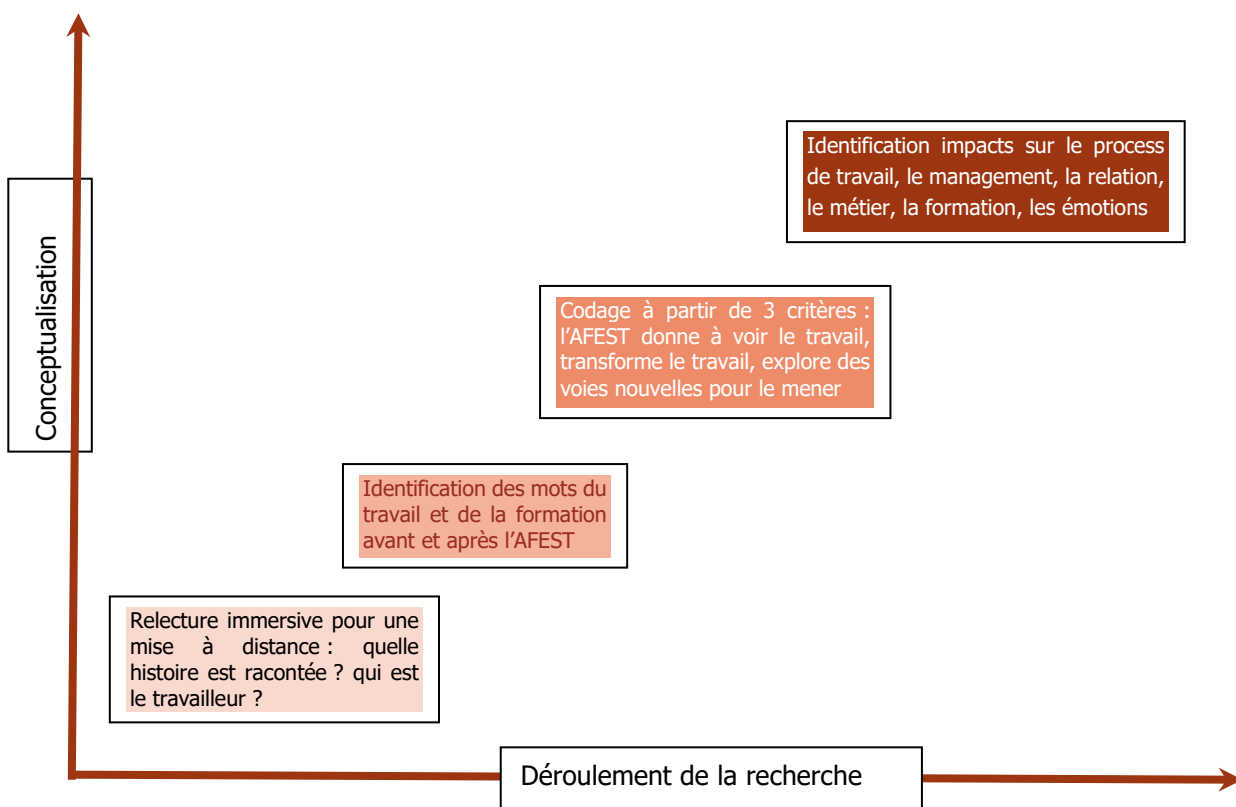 Identification impacts sur le process
de travail, le management, la relation,
le métier, la formation, les émotions
Conceptualisation
Codage à partir de 3 critères :
l'AFEST donne à voir le travail,
transforme le travail, explore des
voies nouvelles pour le mener
Identification des mots du
travail et de la formation
avant et après l'AFEST
Relecture immersive pour une
mise à distance : quelle
histoire est racontée ? qui est
le travailleur ?
Déroulement de la recherche